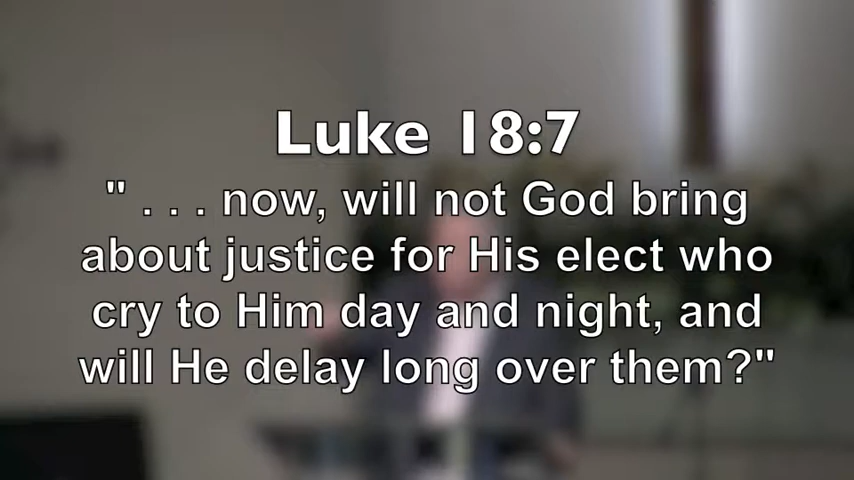 Luke 18:7
" . . . now, will not God bring
about justice for His elect who
cry to Him day and night, and
will He delay long over them?"